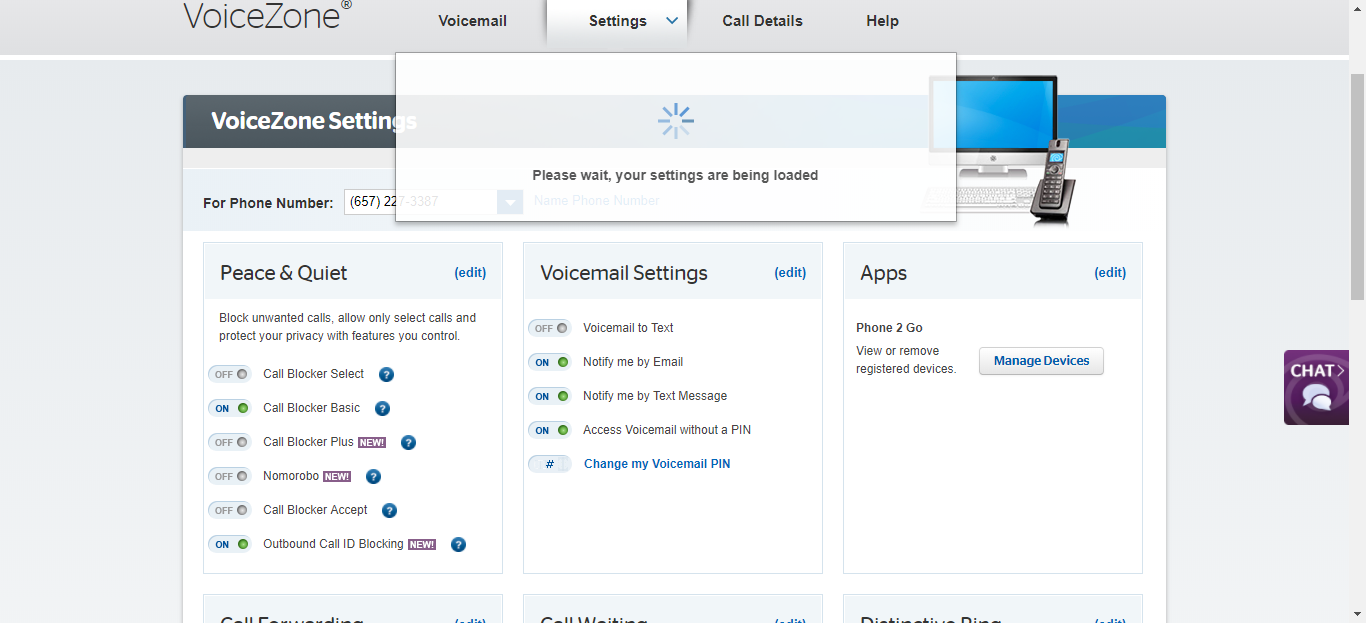 VoiceZone®
Voicemail
Settings
Call Details
Help
VoiceZone Settings
Please wait, your settings are being loaded
For Phone Number:
(657) 227-3387
Name Phone Number
Peace & Quiet
(edit)
Block unwanted calls, allow only select calls and
protect your privacy with features you control.
OFF Call Blocker Select ?
ON Call Blocker Basic ?
OFF Call Blocker Plus NEW! ?
OFF Nomorobo NEW! ?
OFF Call Blocker Accept ?
ON Outbound Call ID Blocking NEW! ?
Voicemail Settings
(edit)
OFF Voicemail to Text
ON Notify me by Email
ON Notify me by Text Message
ON Access Voicemail without a PIN
# Change my Voicemail PIN
Apps
(edit)
Phone 2 Go
View or remove
registered devices.
Manage Devices
CHAT
Call Forwarding
(edit)
Call Waiting
(edit)
Distinctive Ring
(edit)